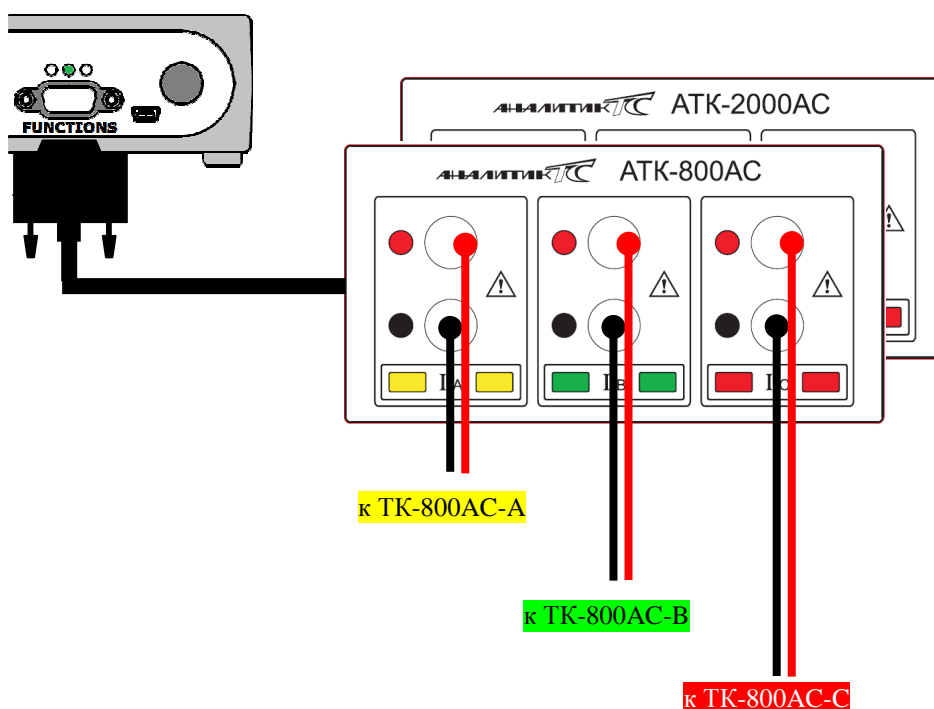 FUNCTIONS
АНАЛИТИК ТС АТК-2000АС
АНАЛИТИК ТС АТК-800АС
IA
IB
IC
к ТК-800АС-А
к ТК-800АС-В
к ТК-800АС-С